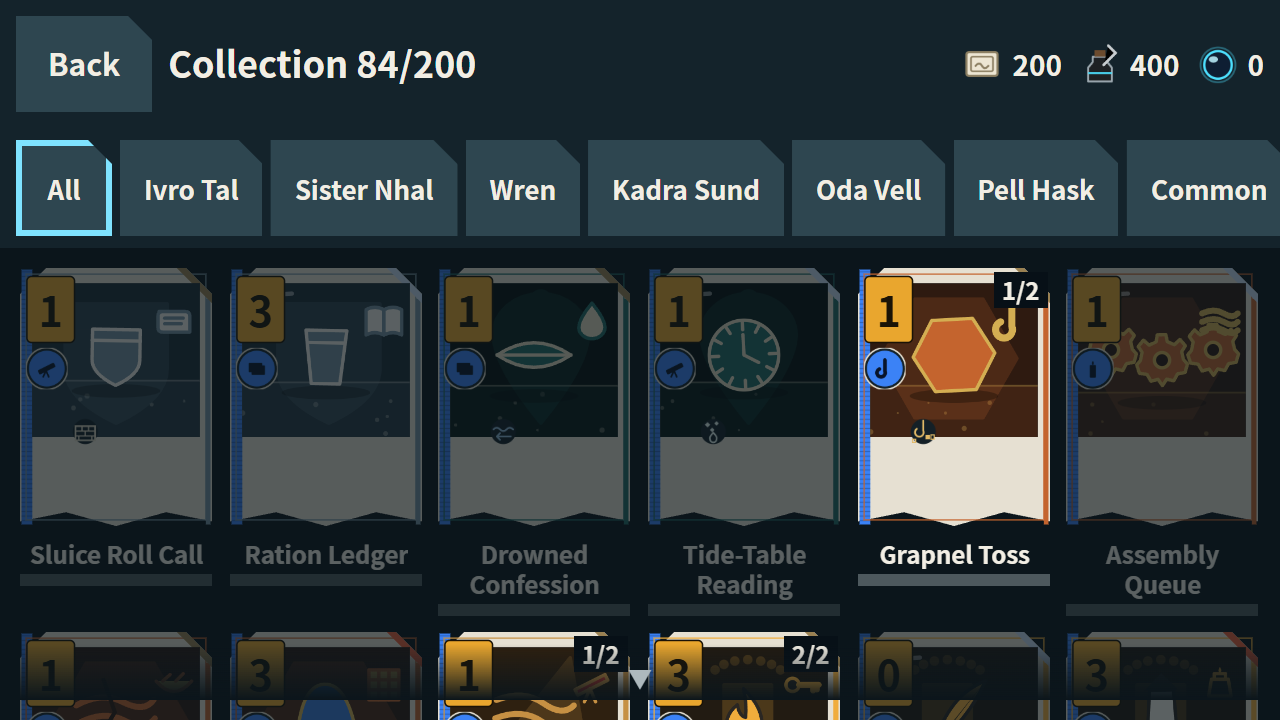 Back
Collection 84/200
200
400
0
All
Ivro Tal
Sister Nhal
Wren
Kadra Sund
Oda Vell
Pell Hask
Common
1
3
1
1
1
1/2
1
Sluice Roll Call
Ration Ledger
Drowned
Confession
Tide-Table
Reading
Grapnel Toss
Assembly
Queue
1
3
1
1/2
3
2/2
0
3